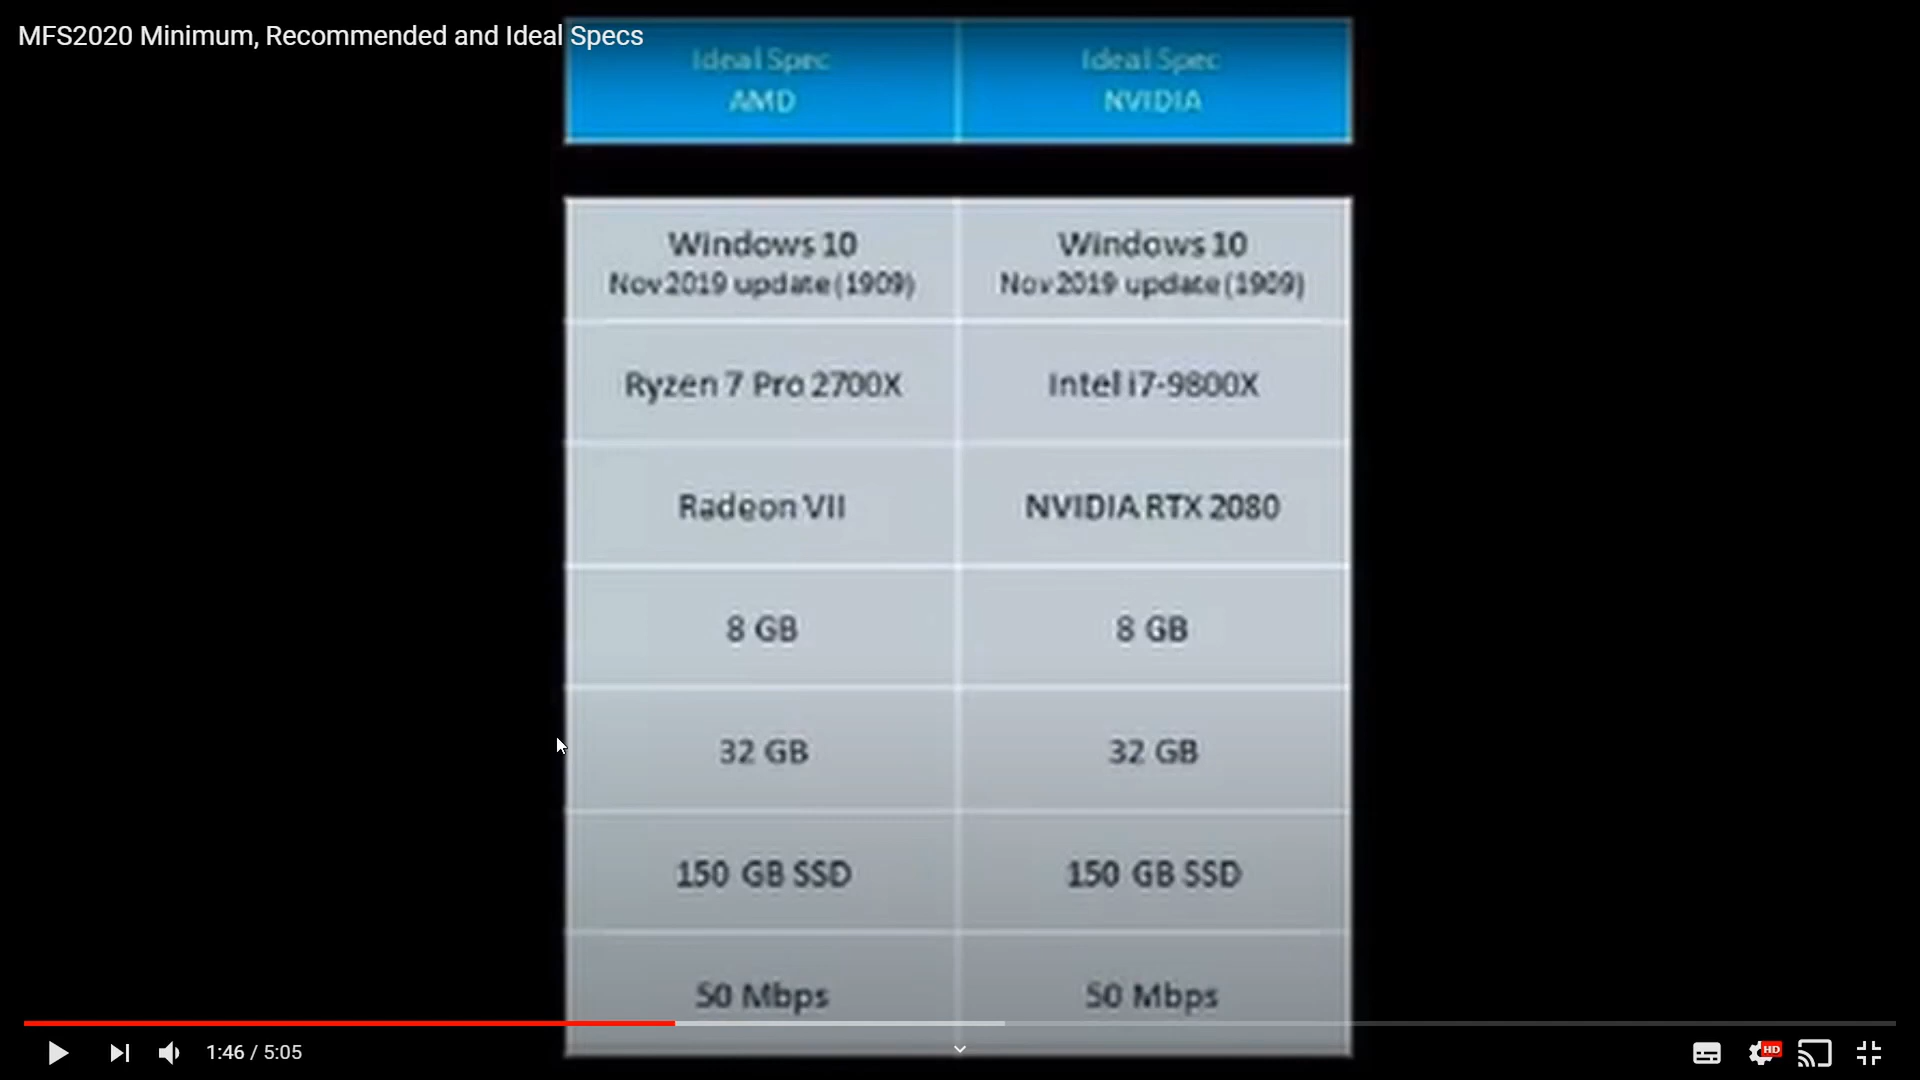 MFS2020 Minimum, Recommended and Ideal Specs
Ideal Spec
AMD
Ideal Spec
NVIDIA
Windows 10
Nov 2019 update (1909)
Windows 10
Nov 2019 update (1909)
Ryzen 7 Pro 2700X
Intel i7-9800X
Radeon VII
NVIDIA RTX 2080
8 GB
8 GB
32 GB
32 GB
150 GB SSD
150 GB SSD
50 Mbps
50 Mbps
1:46 / 5:05
HD